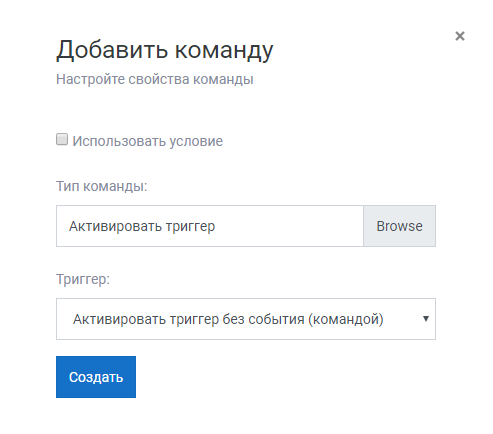 Добавить команду
Настройте свойства команды
Использовать условие
Тип команды:
Активировать триггер Browse
Триггер:
Активировать триггер без события (командой)
Создать